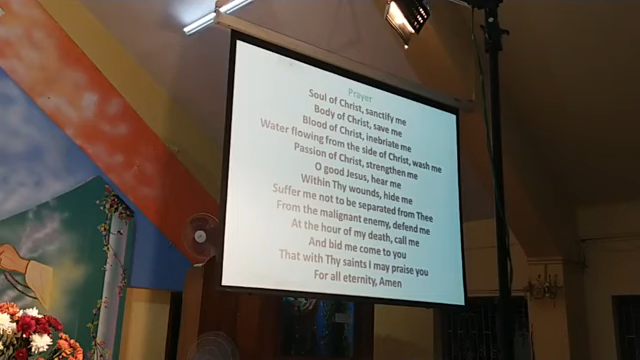 Prayer
Soul of Christ, sanctify me
Body of Christ, save me
Blood of Christ, inebriate me
Water flowing from the side of Christ, wash me
Passion of Christ, strengthen me
O good Jesus, hear me
Within Thy wounds, hide me
Suffer me not to be separated from Thee
From the malignant enemy, defend me
At the hour of my death, call me
And bid me come to you
That with Thy saints I may praise you
For all eternity, Amen